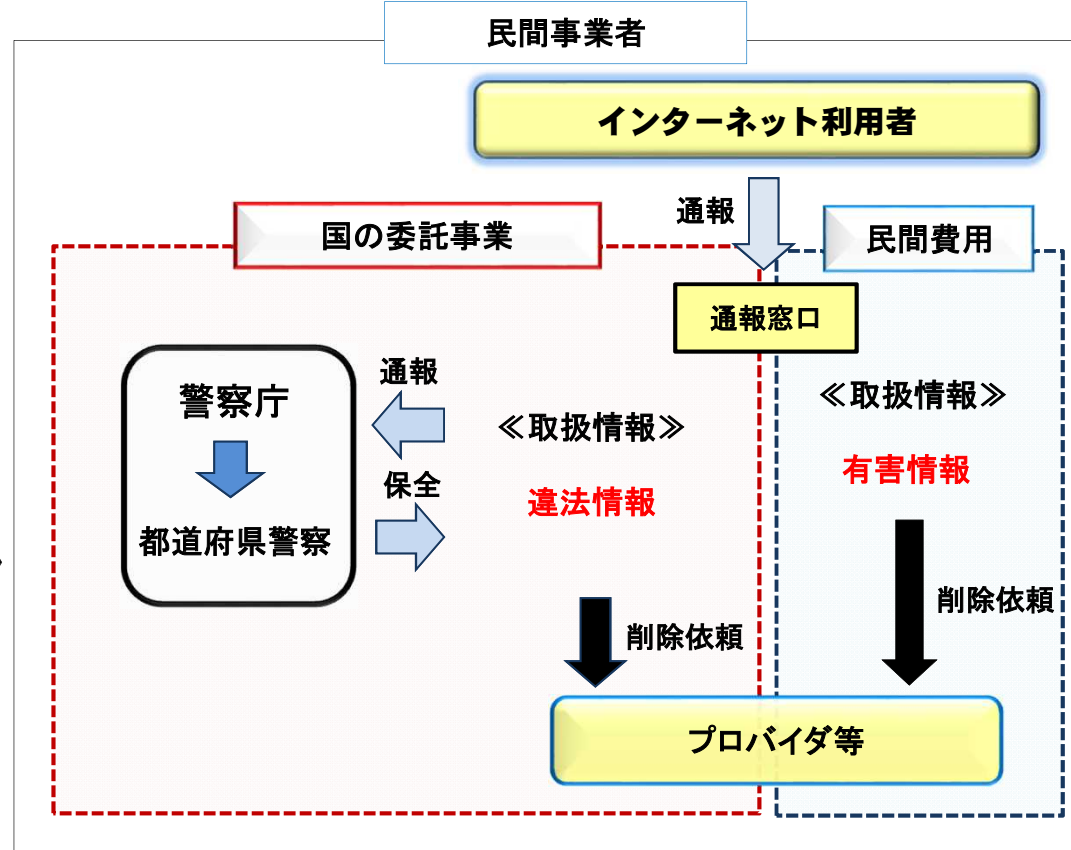 民間事業者
インターネット利用者
通報
国の委託事業
民間費用
通報窓口
警察庁
都道府県警察
通報
保全
≪取扱情報≫
違法情報
≪取扱情報≫
有害情報
削除依頼
削除依頼
プロバイダ等